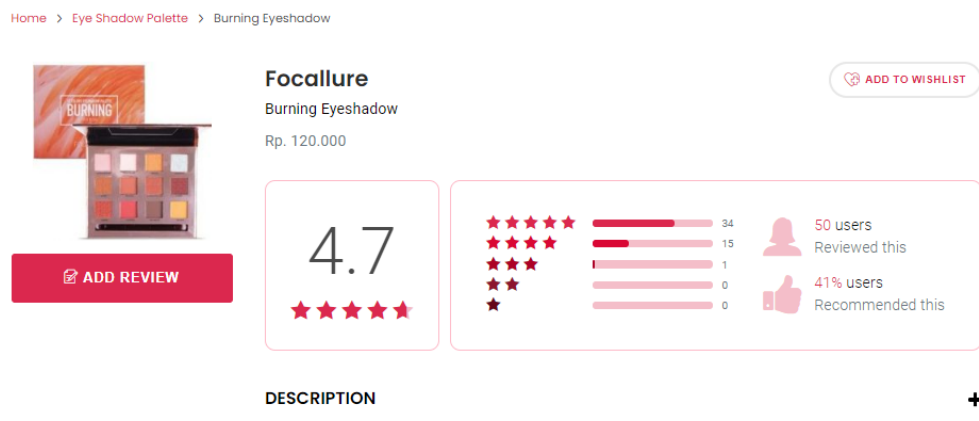 Home > Eye Shadow Palette > Burning Eyeshadow
BURNING
ADD REVIEW
Focallure
Burning Eyeshadow
Rp. 120.000
ADD TO WISHLIST
4.7
34
15
1
0
0
50 users
Reviewed this
41% users
Recommended this
DESCRIPTION